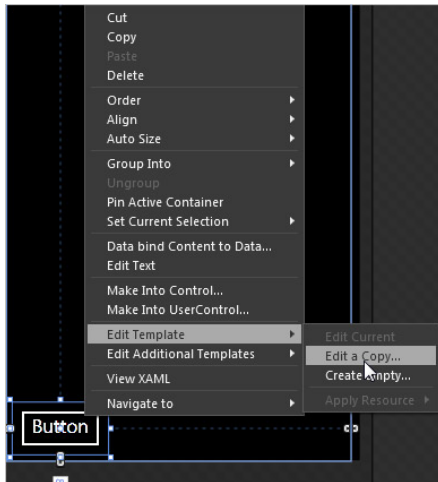 Cut
Copy
Paste
Delete
Order
Align
Auto Size
Group Into
Ungroup
Pin Active Container
Set Current Selection
Data bind Content to Data...
Edit Text
Make Into Control...
Make Into UserControl...
Edit Template
Edit Current
Edit Additional Templates
Edit a Copy...
View XAML
Create Empty...
Navigate to
Apply Resource
Button